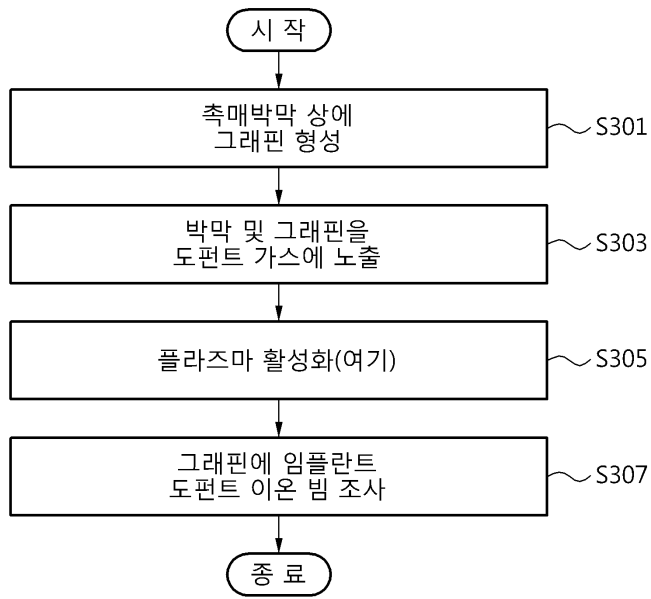 시 작
촉매박막 상에
그래핀 형성
S301
박막 및 그래핀을
도펀트 가스에 노출
S303
플라즈마 활성화(여기)
S305
그래핀에 임플란트
도펀트 이온 빔 조사
S307
종 료